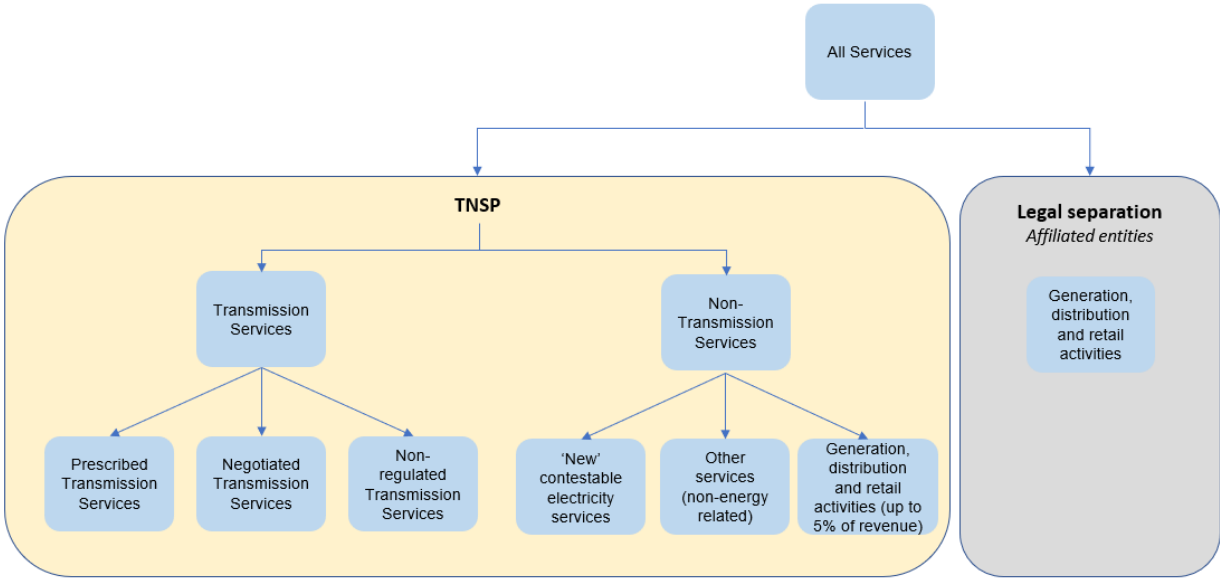 All Services
TNSP
Legal separation
Affiliated entities
Transmission
Services
Non-
Transmission
Services
Generation,
distribution
and retail
activities
Prescribed
Transmission
Services
Negotiated
Transmission
Services
Non-
regulated
Transmission
Services
‘New’
contestable
electricity
services
Other
services
(non-energy
related)
Generation,
distribution
and retail
activities (up to
5% of revenue)